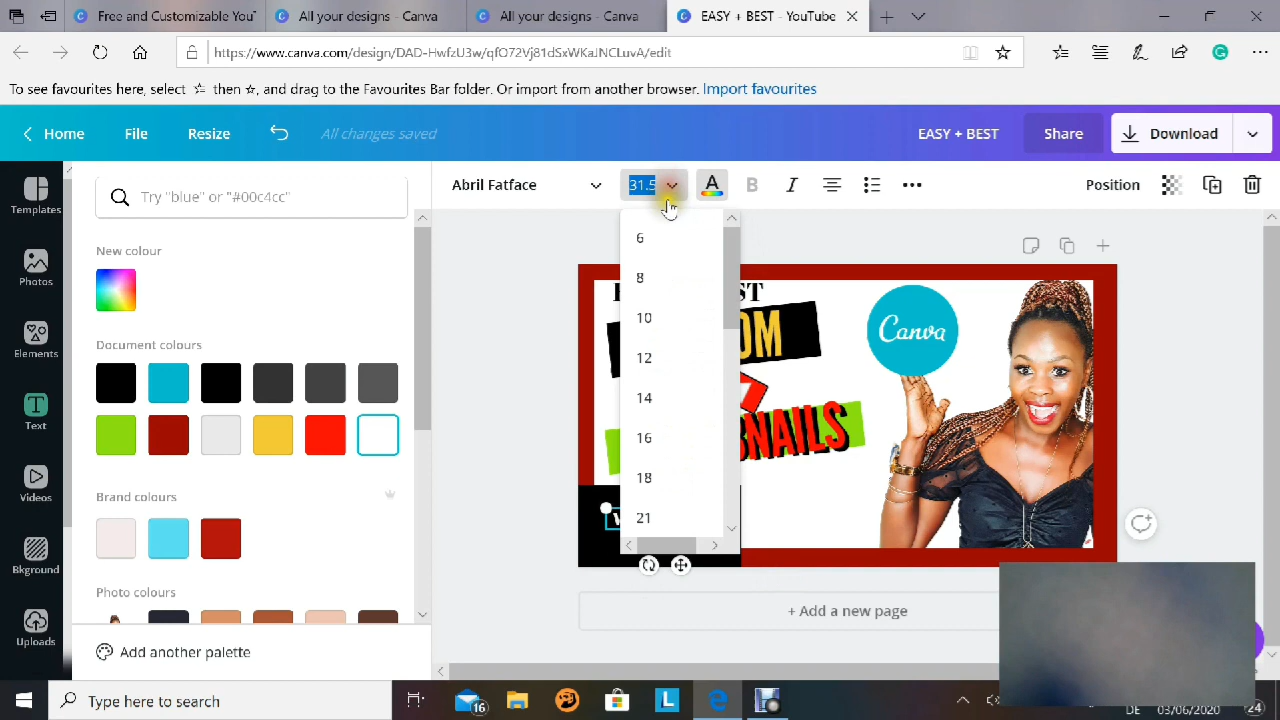 Free and Customizable YouT
All your designs - Canva
All your designs - Canva
EASY + BEST - YouTube
https://www.canva.com/design/DAD-HwfzU3w/qfO72Vj81dSxWKaJNCLuvA/edit
To see favourites here, select ☆ then ☆, and drag to the Favourites Bar folder. Or import from another browser. Import favourites
Home
File
Resize
All changes saved
EASY + BEST
Share
Download
Templates
Photos
Elements
Text
Videos
Bkground
Uploads
Try "blue" or "#00c4cc"
New colour
Document colours
Brand colours
Photo colours
Add another palette
Abril Fatface
31.5
A
B
I
Position
6
8
10
12
14
16
18
21
ST
OM
NAILS
Canva
+ Add a new page
Type here to search
16
L
DE
03/06/2020
24